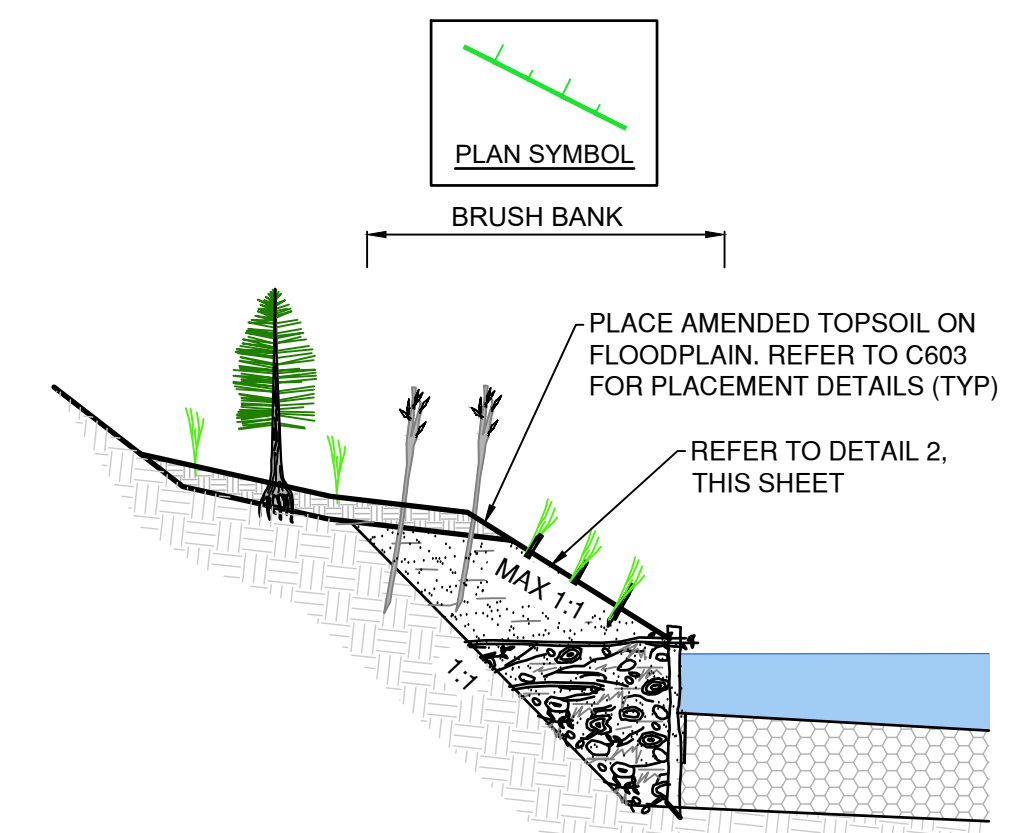 PLAN SYMBOL
BRUSH BANK
PLACE AMENDED TOPSOIL ON
FLOODPLAIN. REFER TO C603
FOR PLACEMENT DETAILS (TYP)
REFER TO DETAIL 2,
THIS SHEET
MAX 1:1
1:1